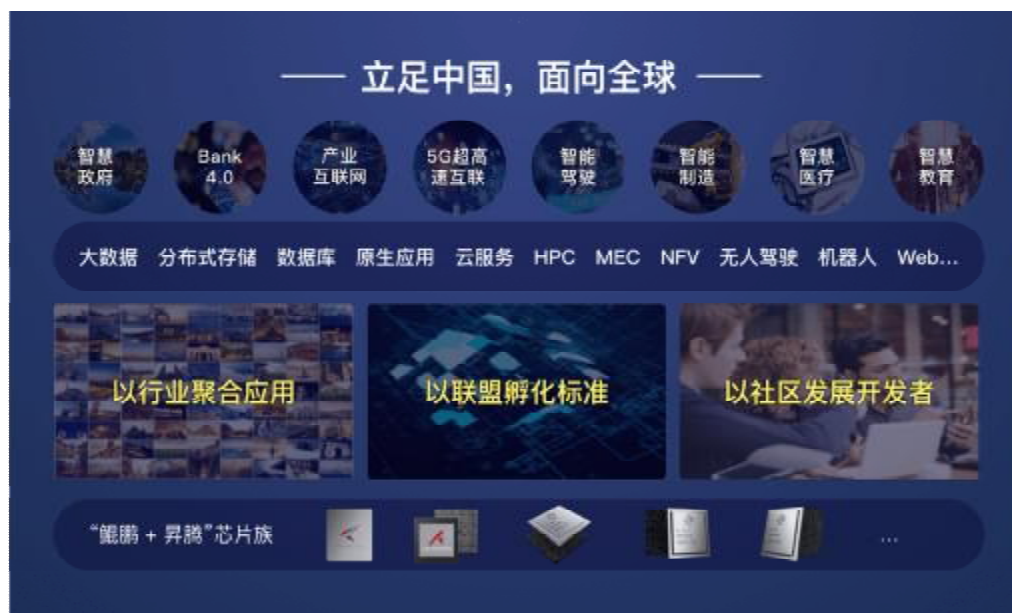 立足中国，面向全球
智慧
政府
Bank
4.0
产业
互联网
5G超高
速互联
智能
驾驶
智能
制造
智慧
医疗
智慧
教育
大数据 分布式存储 数据库 原生应用 云服务 HPC MEC NFV 无人驾驶 机器人 Web...
以行业聚合应用
以联盟孵化标准
以社区发展开发者
“鲲鹏 + 昇腾”芯片族
...